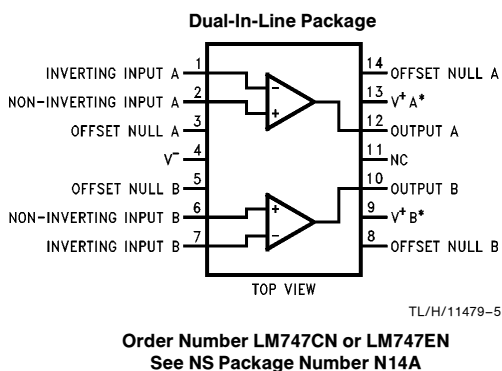 Dual-In-Line Package
INVERTING INPUT A 1 14 OFFSET NULL A
NON-INVERTING INPUT A 2 - 13 V+ A*
OFFSET NULL A 3 + 12 OUTPUT A
V- 4 11 NC
OFFSET NULL B 5 10 OUTPUT B
NON-INVERTING INPUT B 6 + 9 V+ B*
INVERTING INPUT B 7 - 8 OFFSET NULL B
TOP VIEW
TL/H/11479–5
Order Number LM747CN or LM747EN
See NS Package Number N14A